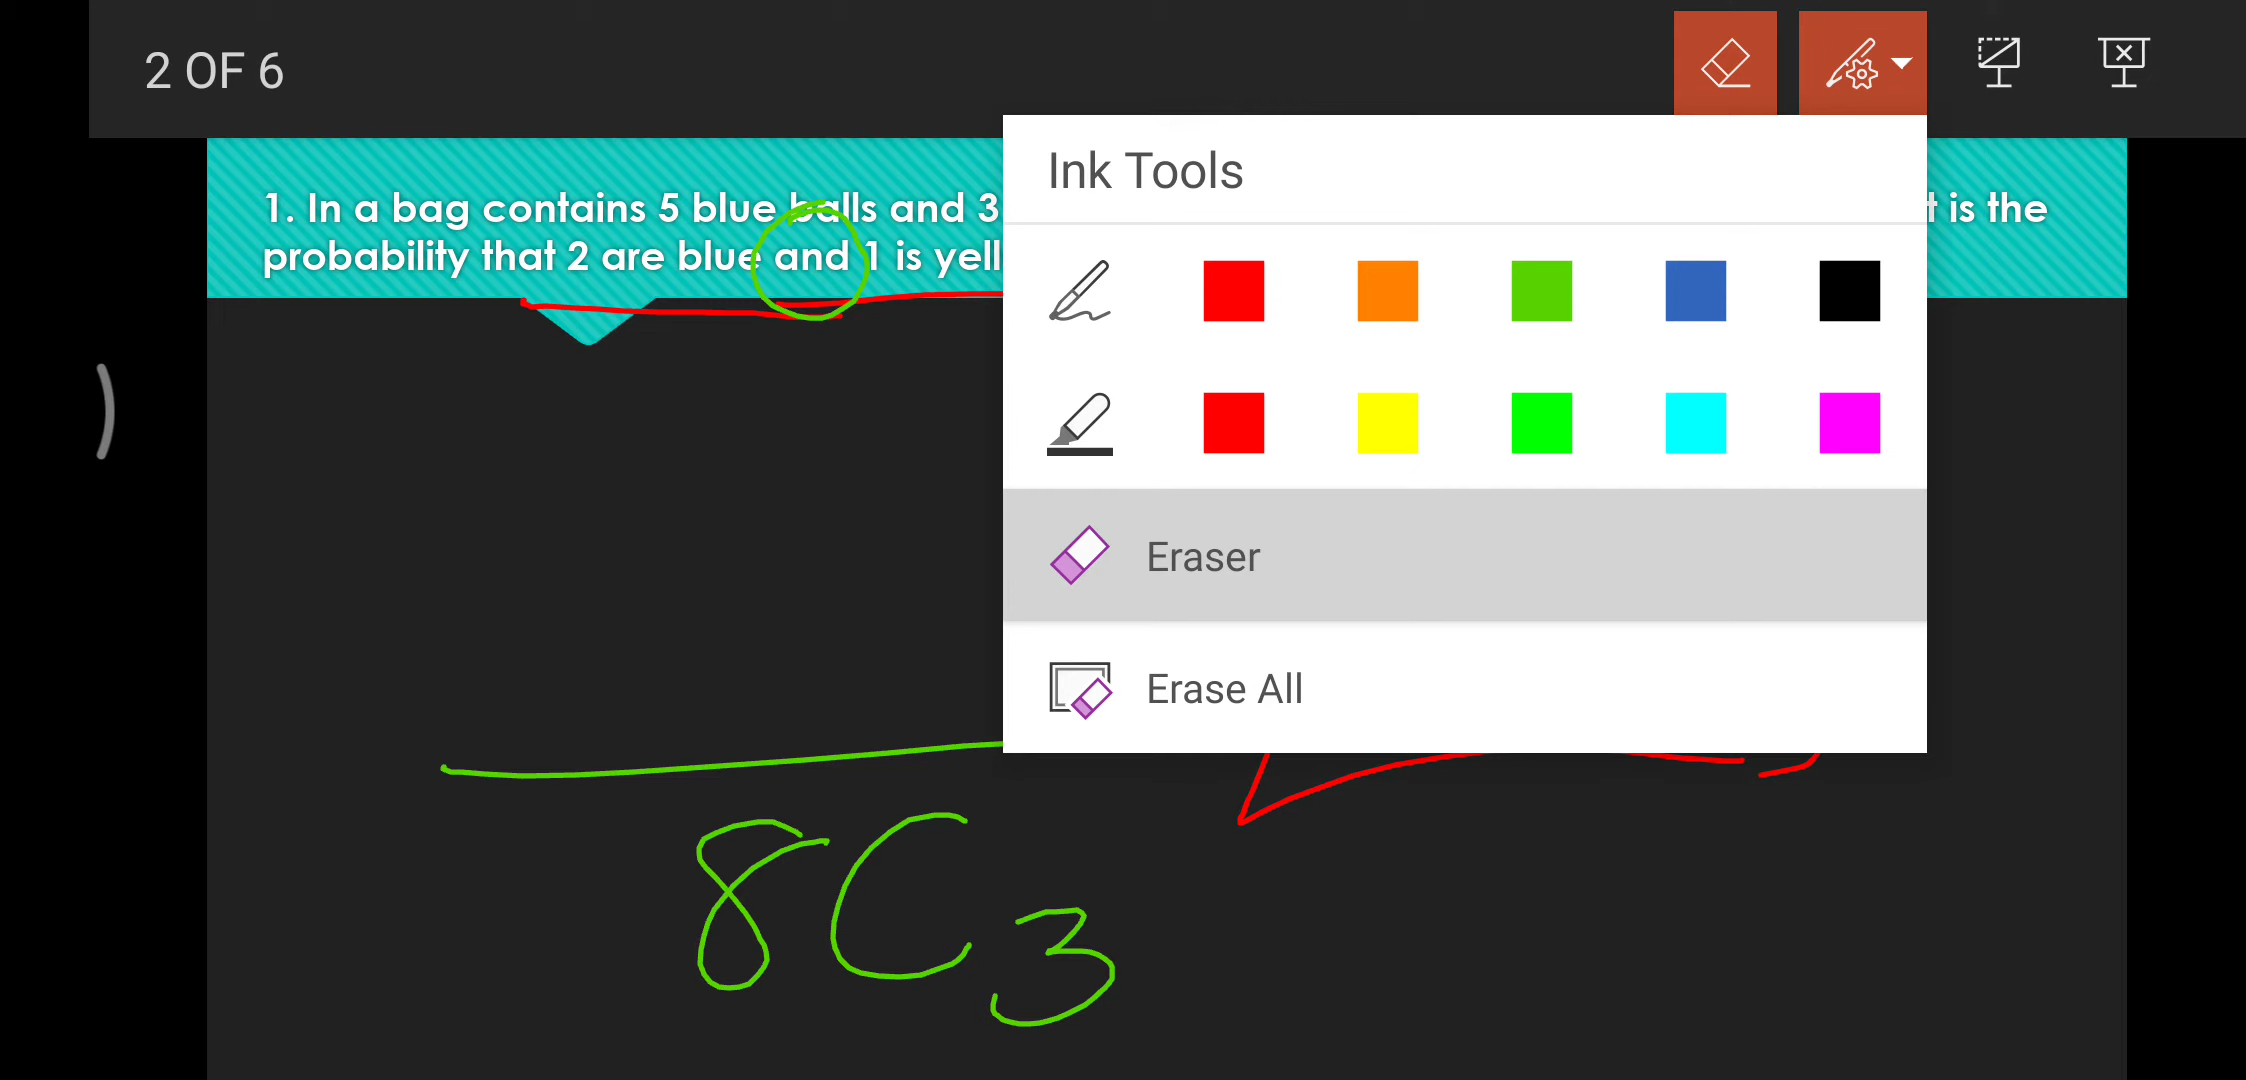 2 OF 6
Ink Tools
1. In a bag contains 5 blue balls and 3
is the
probability that 2 are blue and 1 is
Eraser
Erase All
8C3